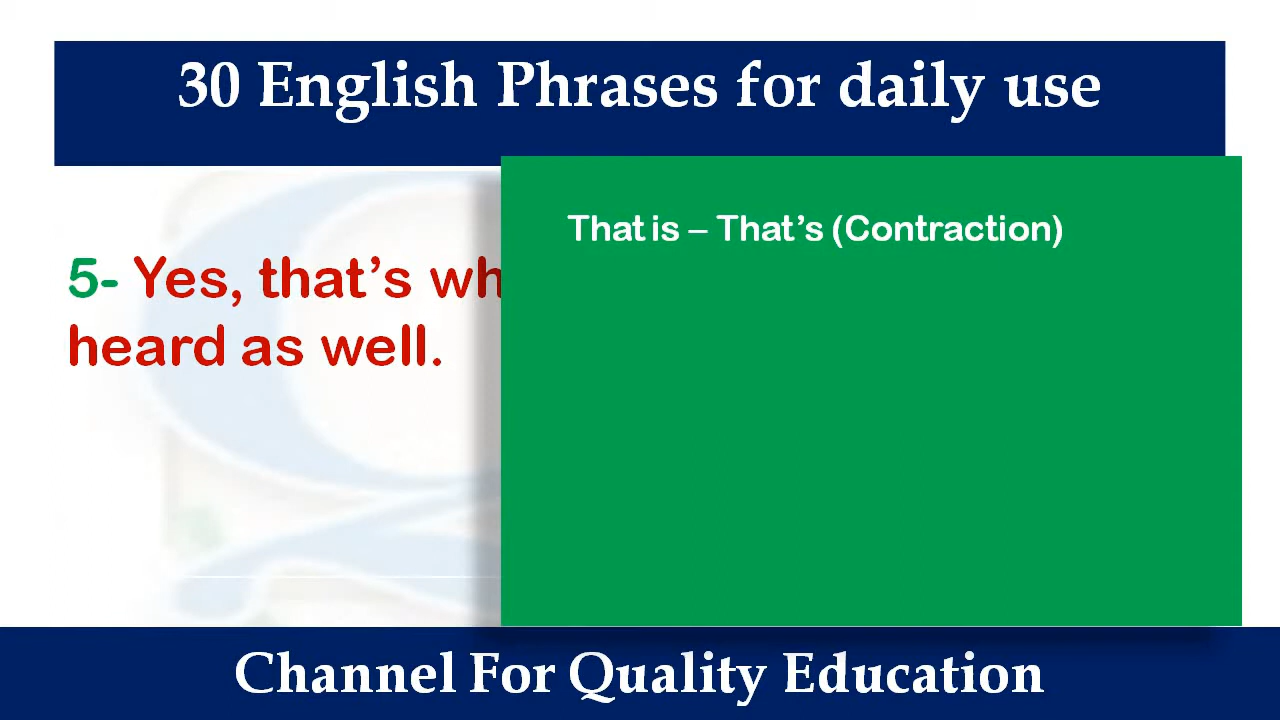 30 English Phrases for daily use
That is – That's (Contraction)
5- Yes, that's
heard as well.
Channel For Quality Education